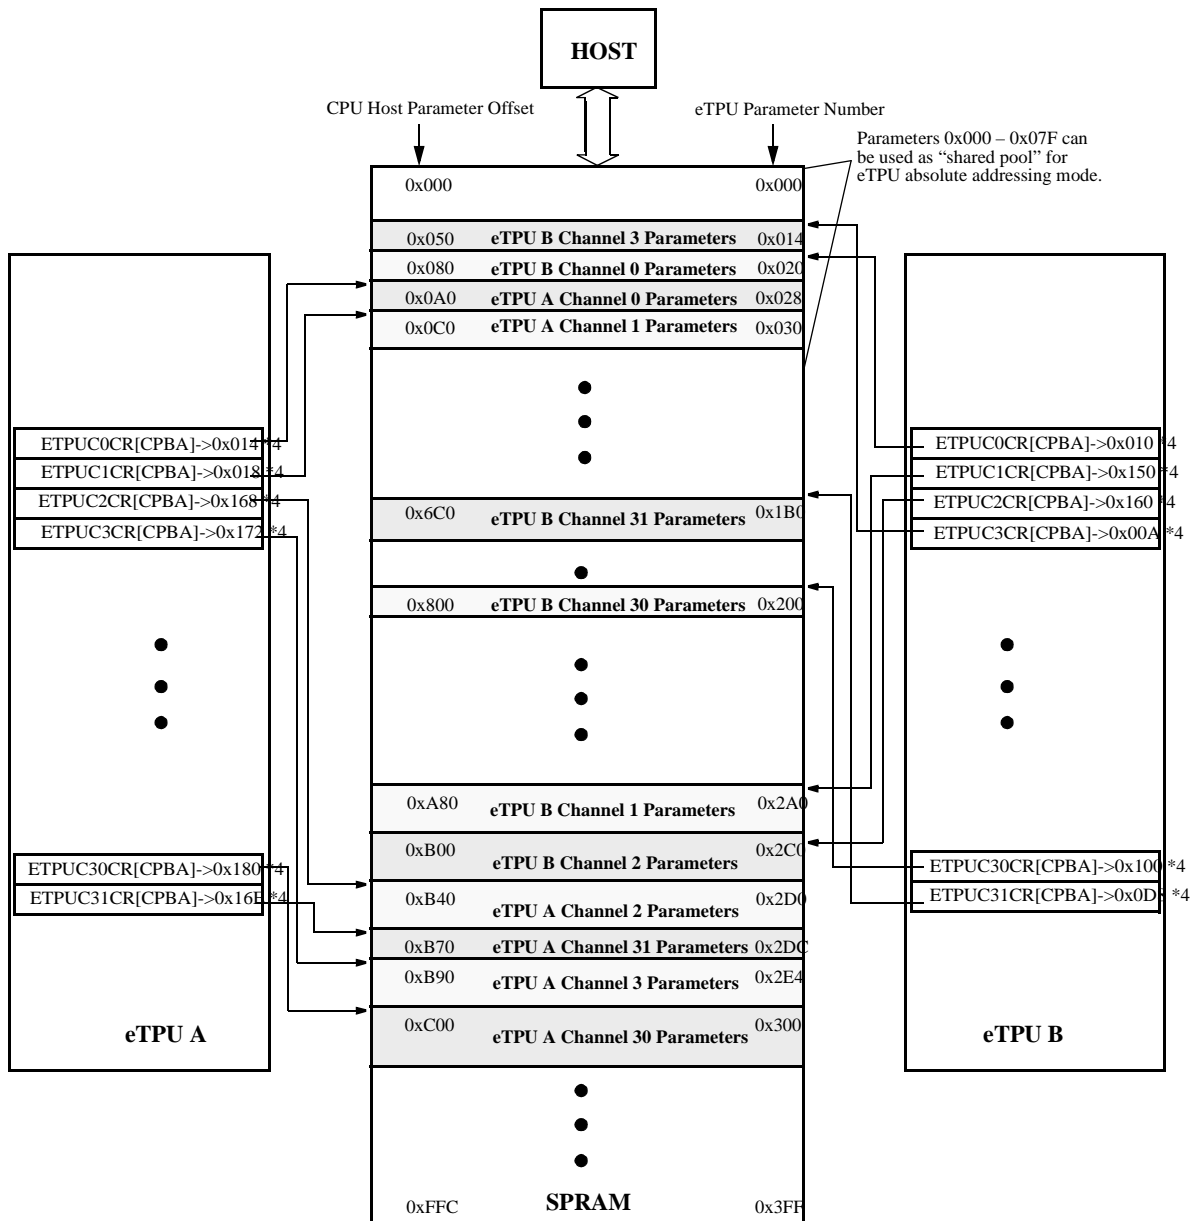 HOST
CPU Host Parameter Offset
eTPU Parameter Number
Parameters 0x000 – 0x07F can
be used as “shared pool” for
eTPU absolute addressing mode.
0x000 0x000
0x050 eTPU B Channel 3 Parameters 0x014
0x080 eTPU B Channel 0 Parameters 0x020
0x0A0 eTPU A Channel 0 Parameters 0x028
0x0C0 eTPU A Channel 1 Parameters 0x030
0x6C0 eTPU B Channel 31 Parameters 0x1B0
0x800 eTPU B Channel 30 Parameters 0x200
0xA80 eTPU B Channel 1 Parameters 0x2A0
0xB00 eTPU B Channel 2 Parameters 0x2C0
0xB40 eTPU A Channel 2 Parameters 0x2D0
0xB70 eTPU A Channel 31 Parameters 0x2DC
0xB90 eTPU A Channel 3 Parameters 0x2E4
0xC00 eTPU A Channel 30 Parameters 0x300
0xFFC SPRAM 0x3FF
ETPUC0CR[CPBA]->0x014 *4
ETPUC1CR[CPBA]->0x018 *4
ETPUC2CR[CPBA]->0x168 *4
ETPUC3CR[CPBA]->0x172 *4
ETPUC30CR[CPBA]->0x180 *4
ETPUC31CR[CPBA]->0x16E *4
eTPU A
ETPUC0CR[CPBA]->0x010 *4
ETPUC1CR[CPBA]->0x150 *4
ETPUC2CR[CPBA]->0x160 *4
ETPUC3CR[CPBA]->0x00A *4
ETPUC30CR[CPBA]->0x100 *4
ETPUC31CR[CPBA]->0x0D8 *4
eTPU B